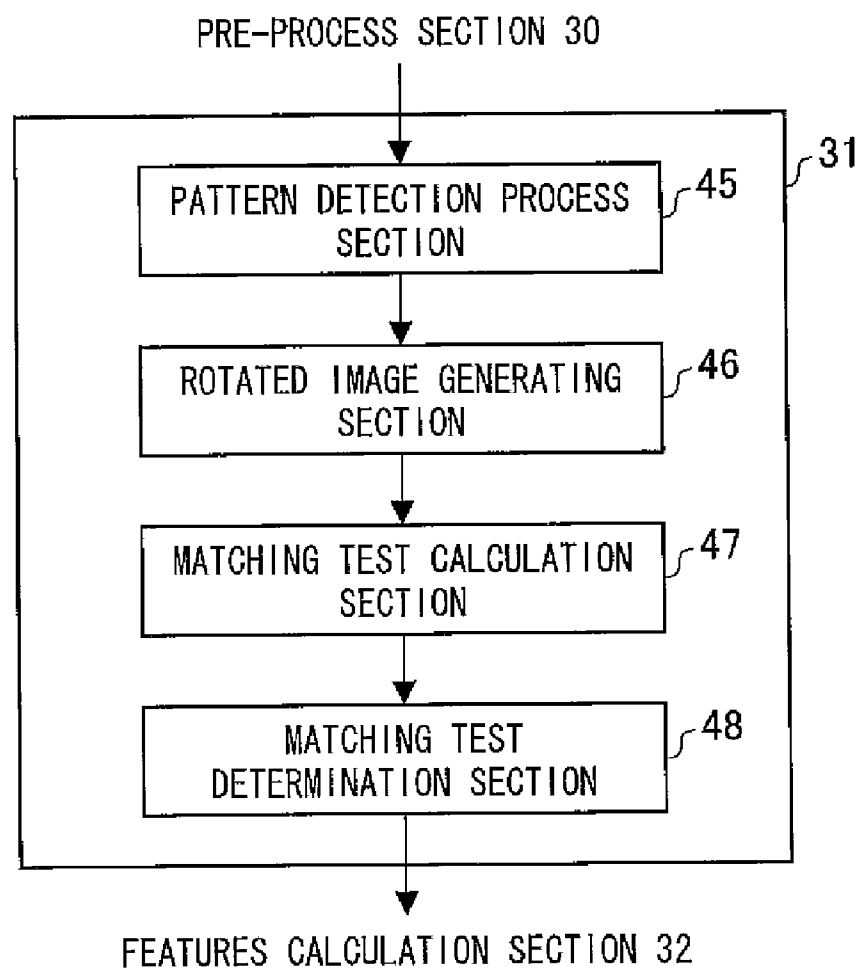 PRE-PROCESS SECTION 30
31
PATTERN DETECTION PROCESS
SECTION
45
ROTATED IMAGE GENERATING
SECTION
46
MATCHING TEST CALCULATION
SECTION
47
MATCHING TEST
DETERMINATION SECTION
48
FEATURES CALCULATION SECTION 32